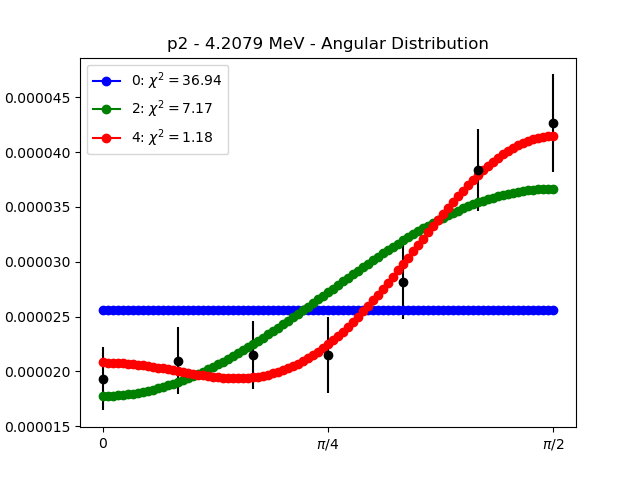 p2 - 4.2079 MeV - Angular Distribution
0: χ² = 36.94
2: χ² = 7.17
4: χ² = 1.18
0.000045
0.000040
0.000035
0.000030
0.000025
0.000020
0.000015
0 π/4 π/2